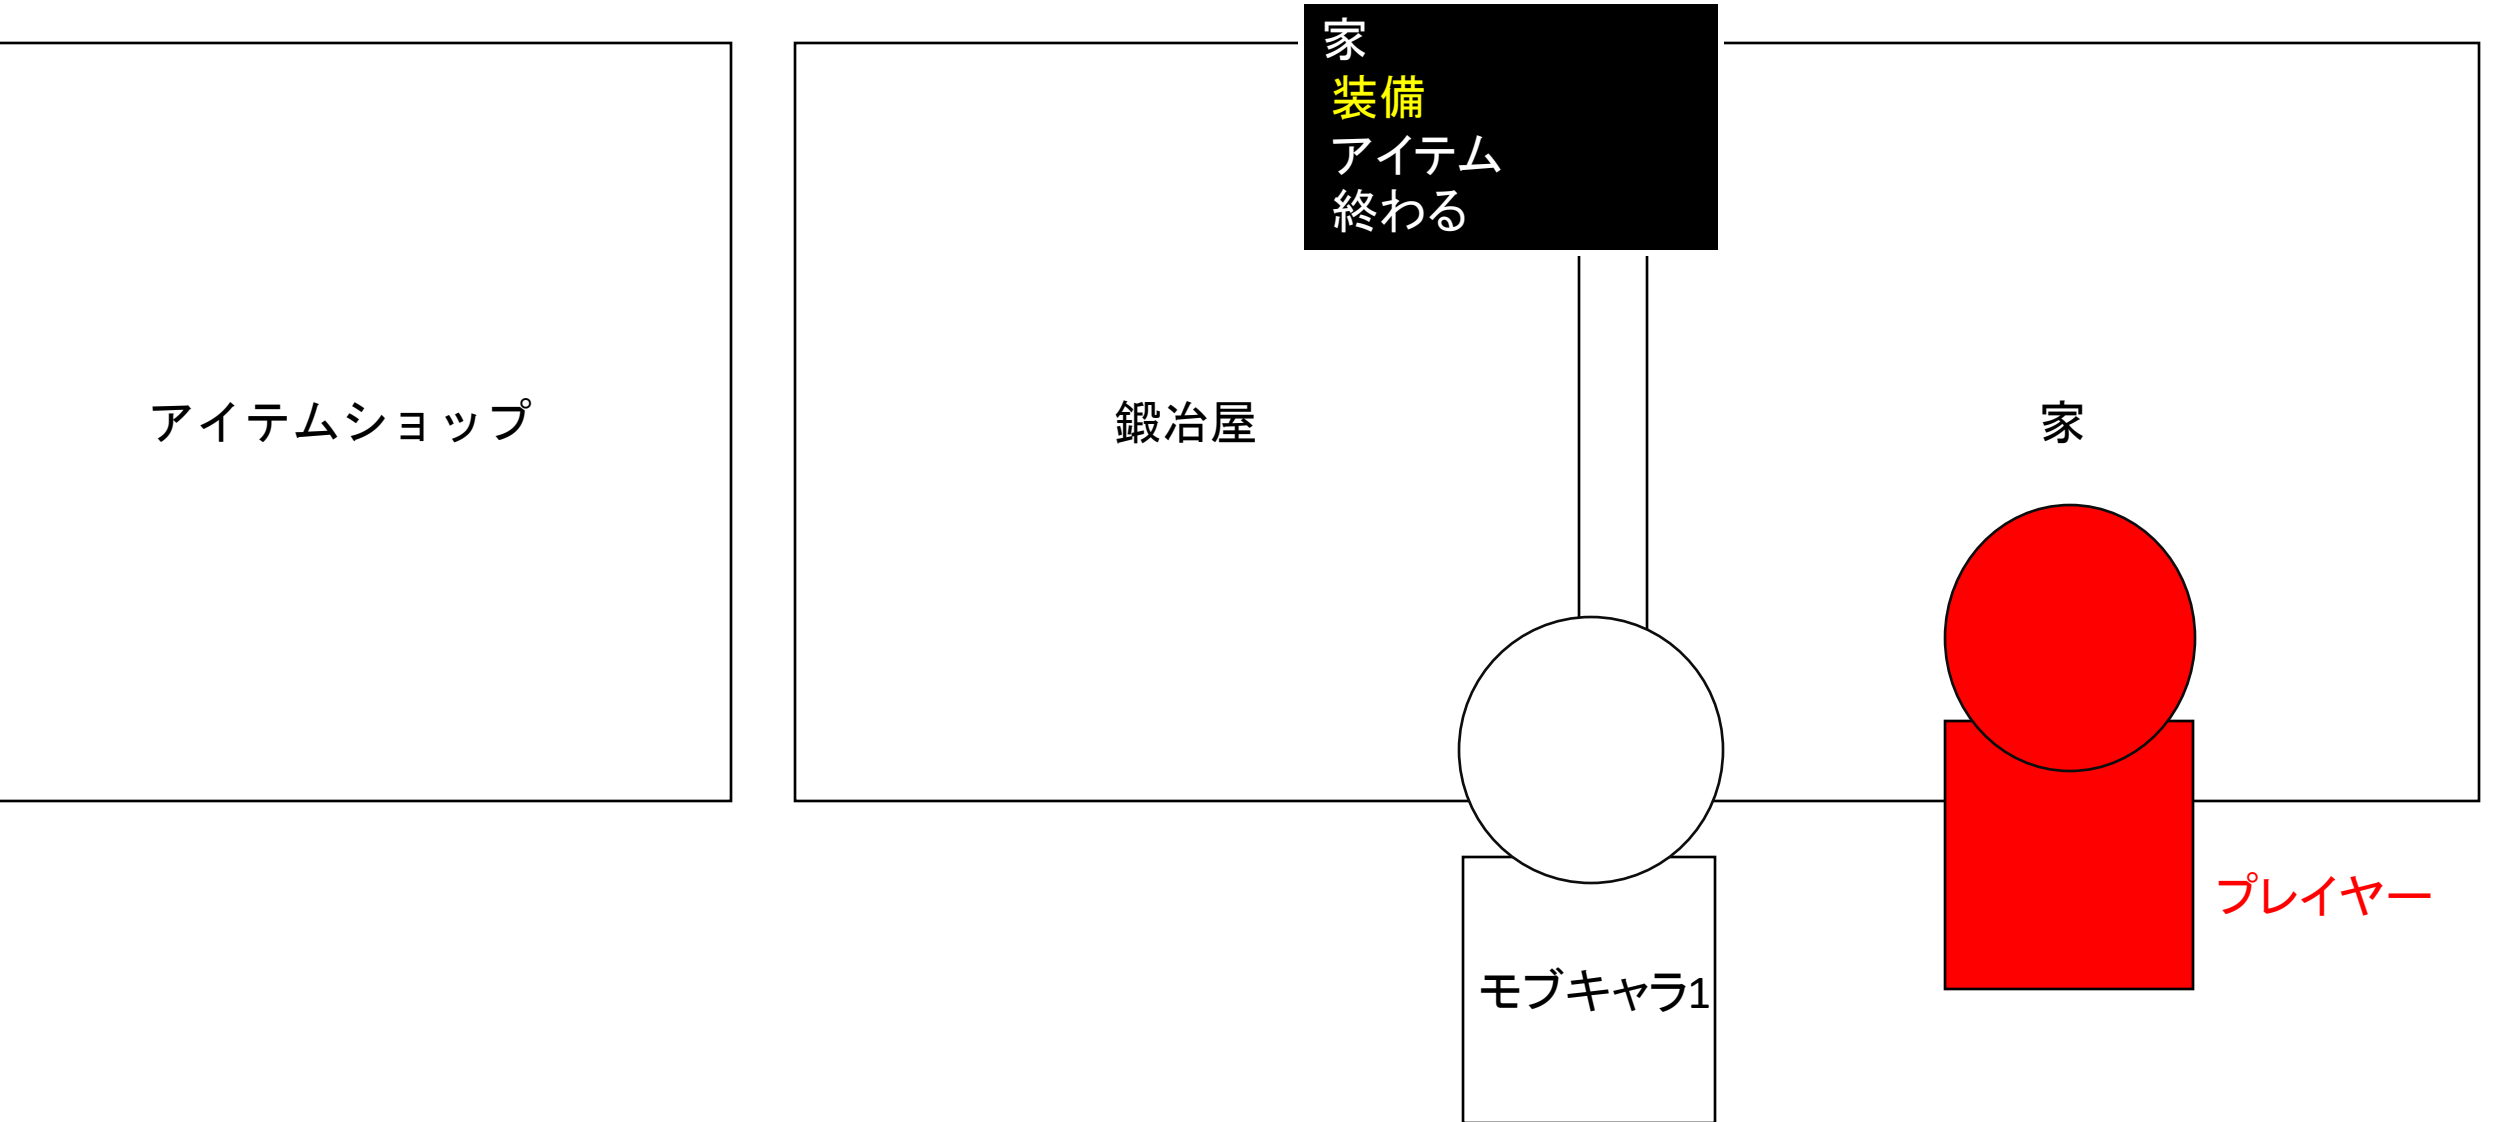 家
装備
アイテム
終わる
アイテムショップ
鍛冶屋
家
プレイヤー
モブキャラ1